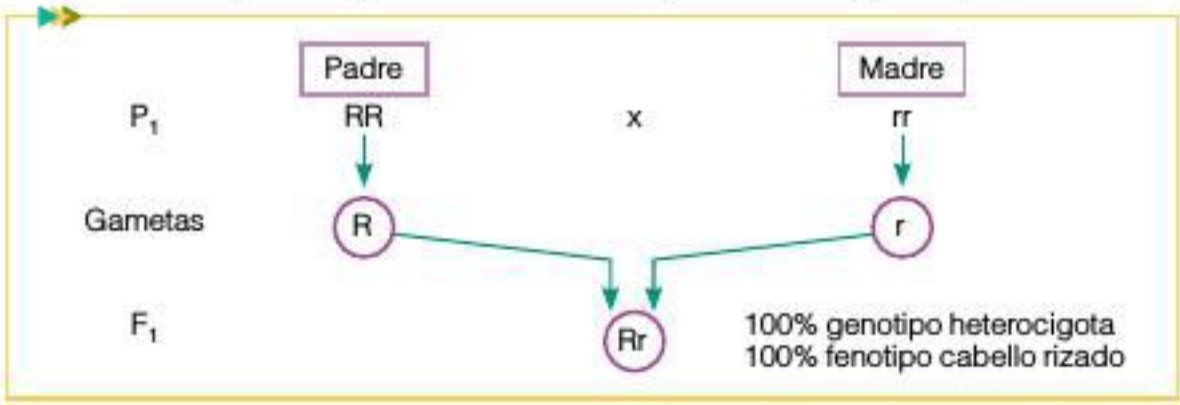 Padre Madre
P₁ RR x rr
Gametas R r
F₁ Rr 100% genotipo heterocigota
100% fenotipo cabello rizado